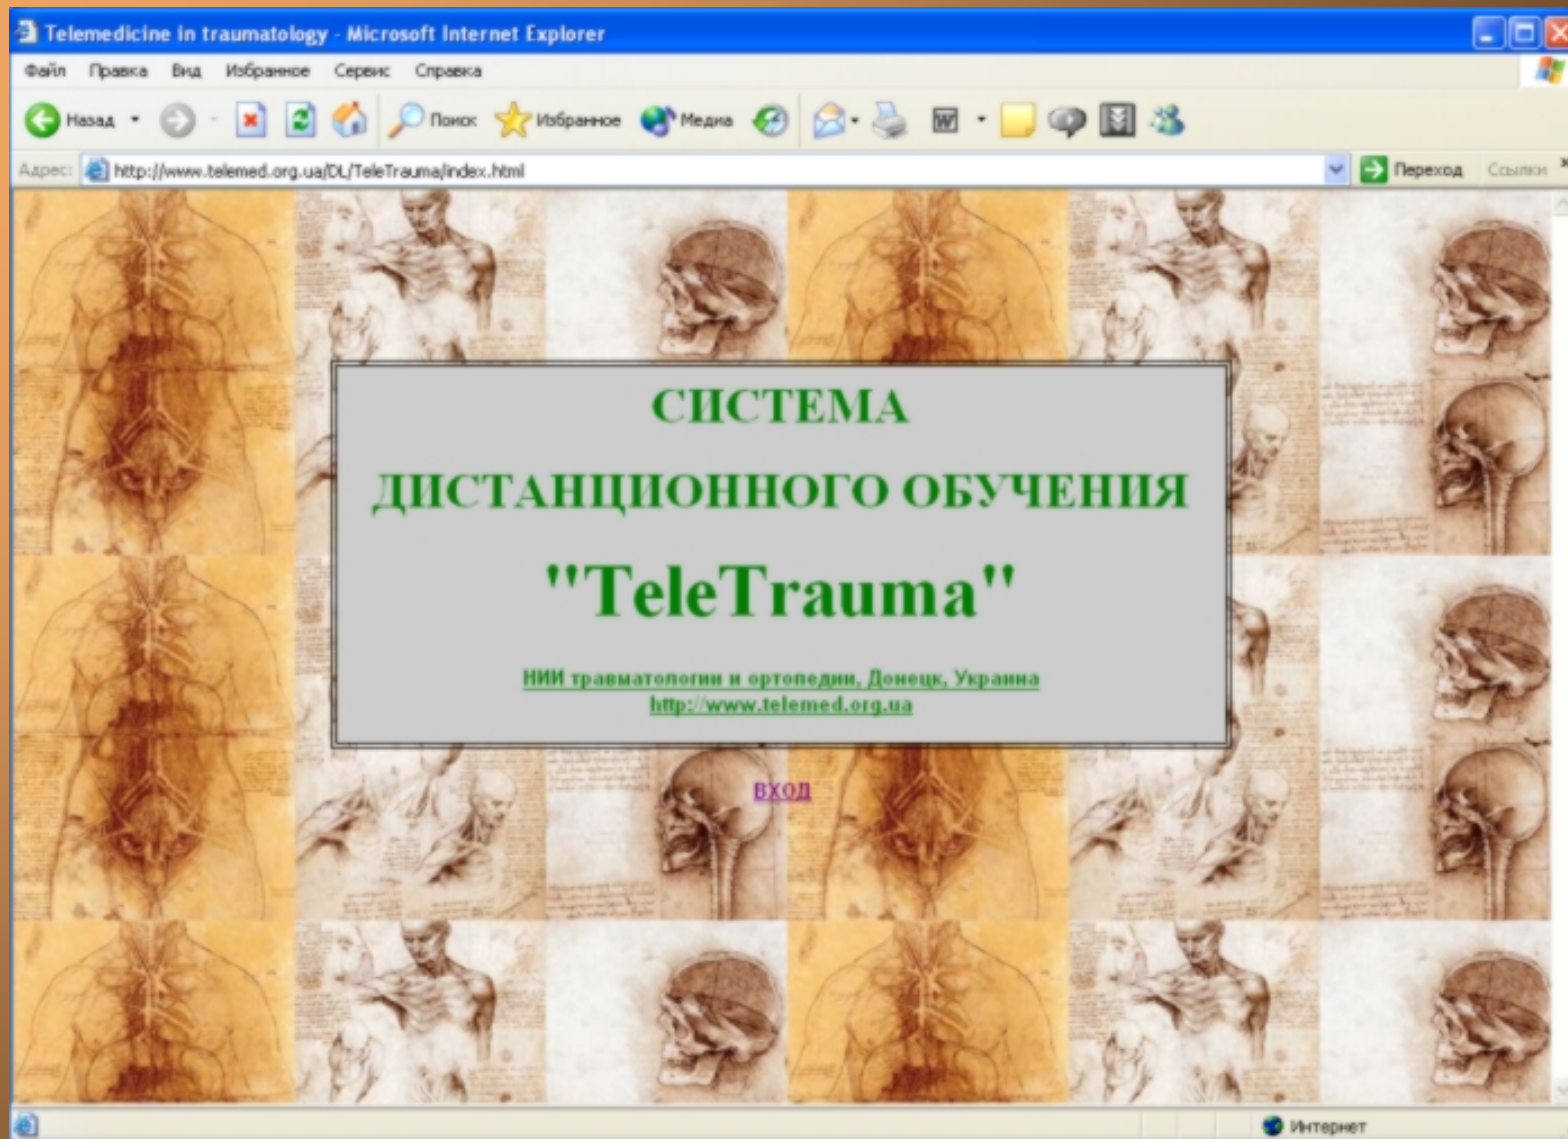 Telemedicine in traumatology - Microsoft Internet Explorer
Файл Правка Вид Избранное Сервис Справка
Назад Поиск Избранное Медиа
Адрес: http://www.telemed.org.ua/DL/TeleTrauma/index.html Переход Ссылки »
СИСТЕМА
ДИСТАНЦИОННОГО ОБУЧЕНИЯ
"TeleTrauma"
НИИ травматологии и ортопедии, Донецк, Украина
http://www.telemed.org.ua
ВХОД
Интернет